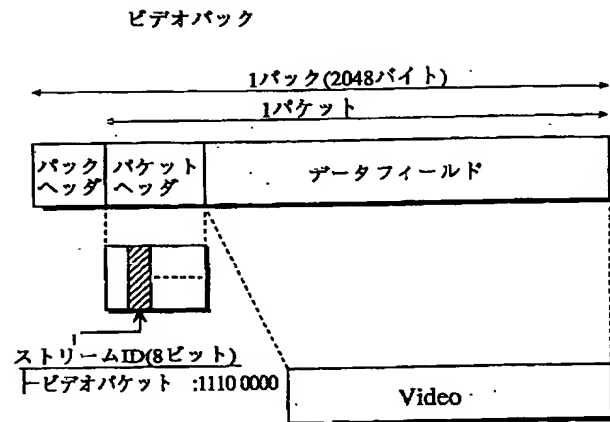 ビデオパック
1パック(2048バイト)
1パケット
パック
ヘッダ
パケット
ヘッダ
データフィールド
ストリームID(8ビット)
ビデオパケット :1110 0000
Video